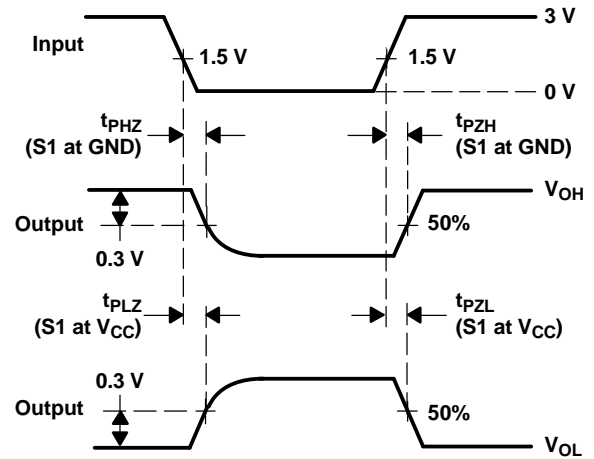 3 V
Input
1.5 V
1.5 V
0 V
tPHZ
(S1 at GND)
tPZH
(S1 at GND)
VOH
Output
50%
0.3 V
tPLZ
(S1 at VCC)
tPZL
(S1 at VCC)
0.3 V
Output
50%
VOL